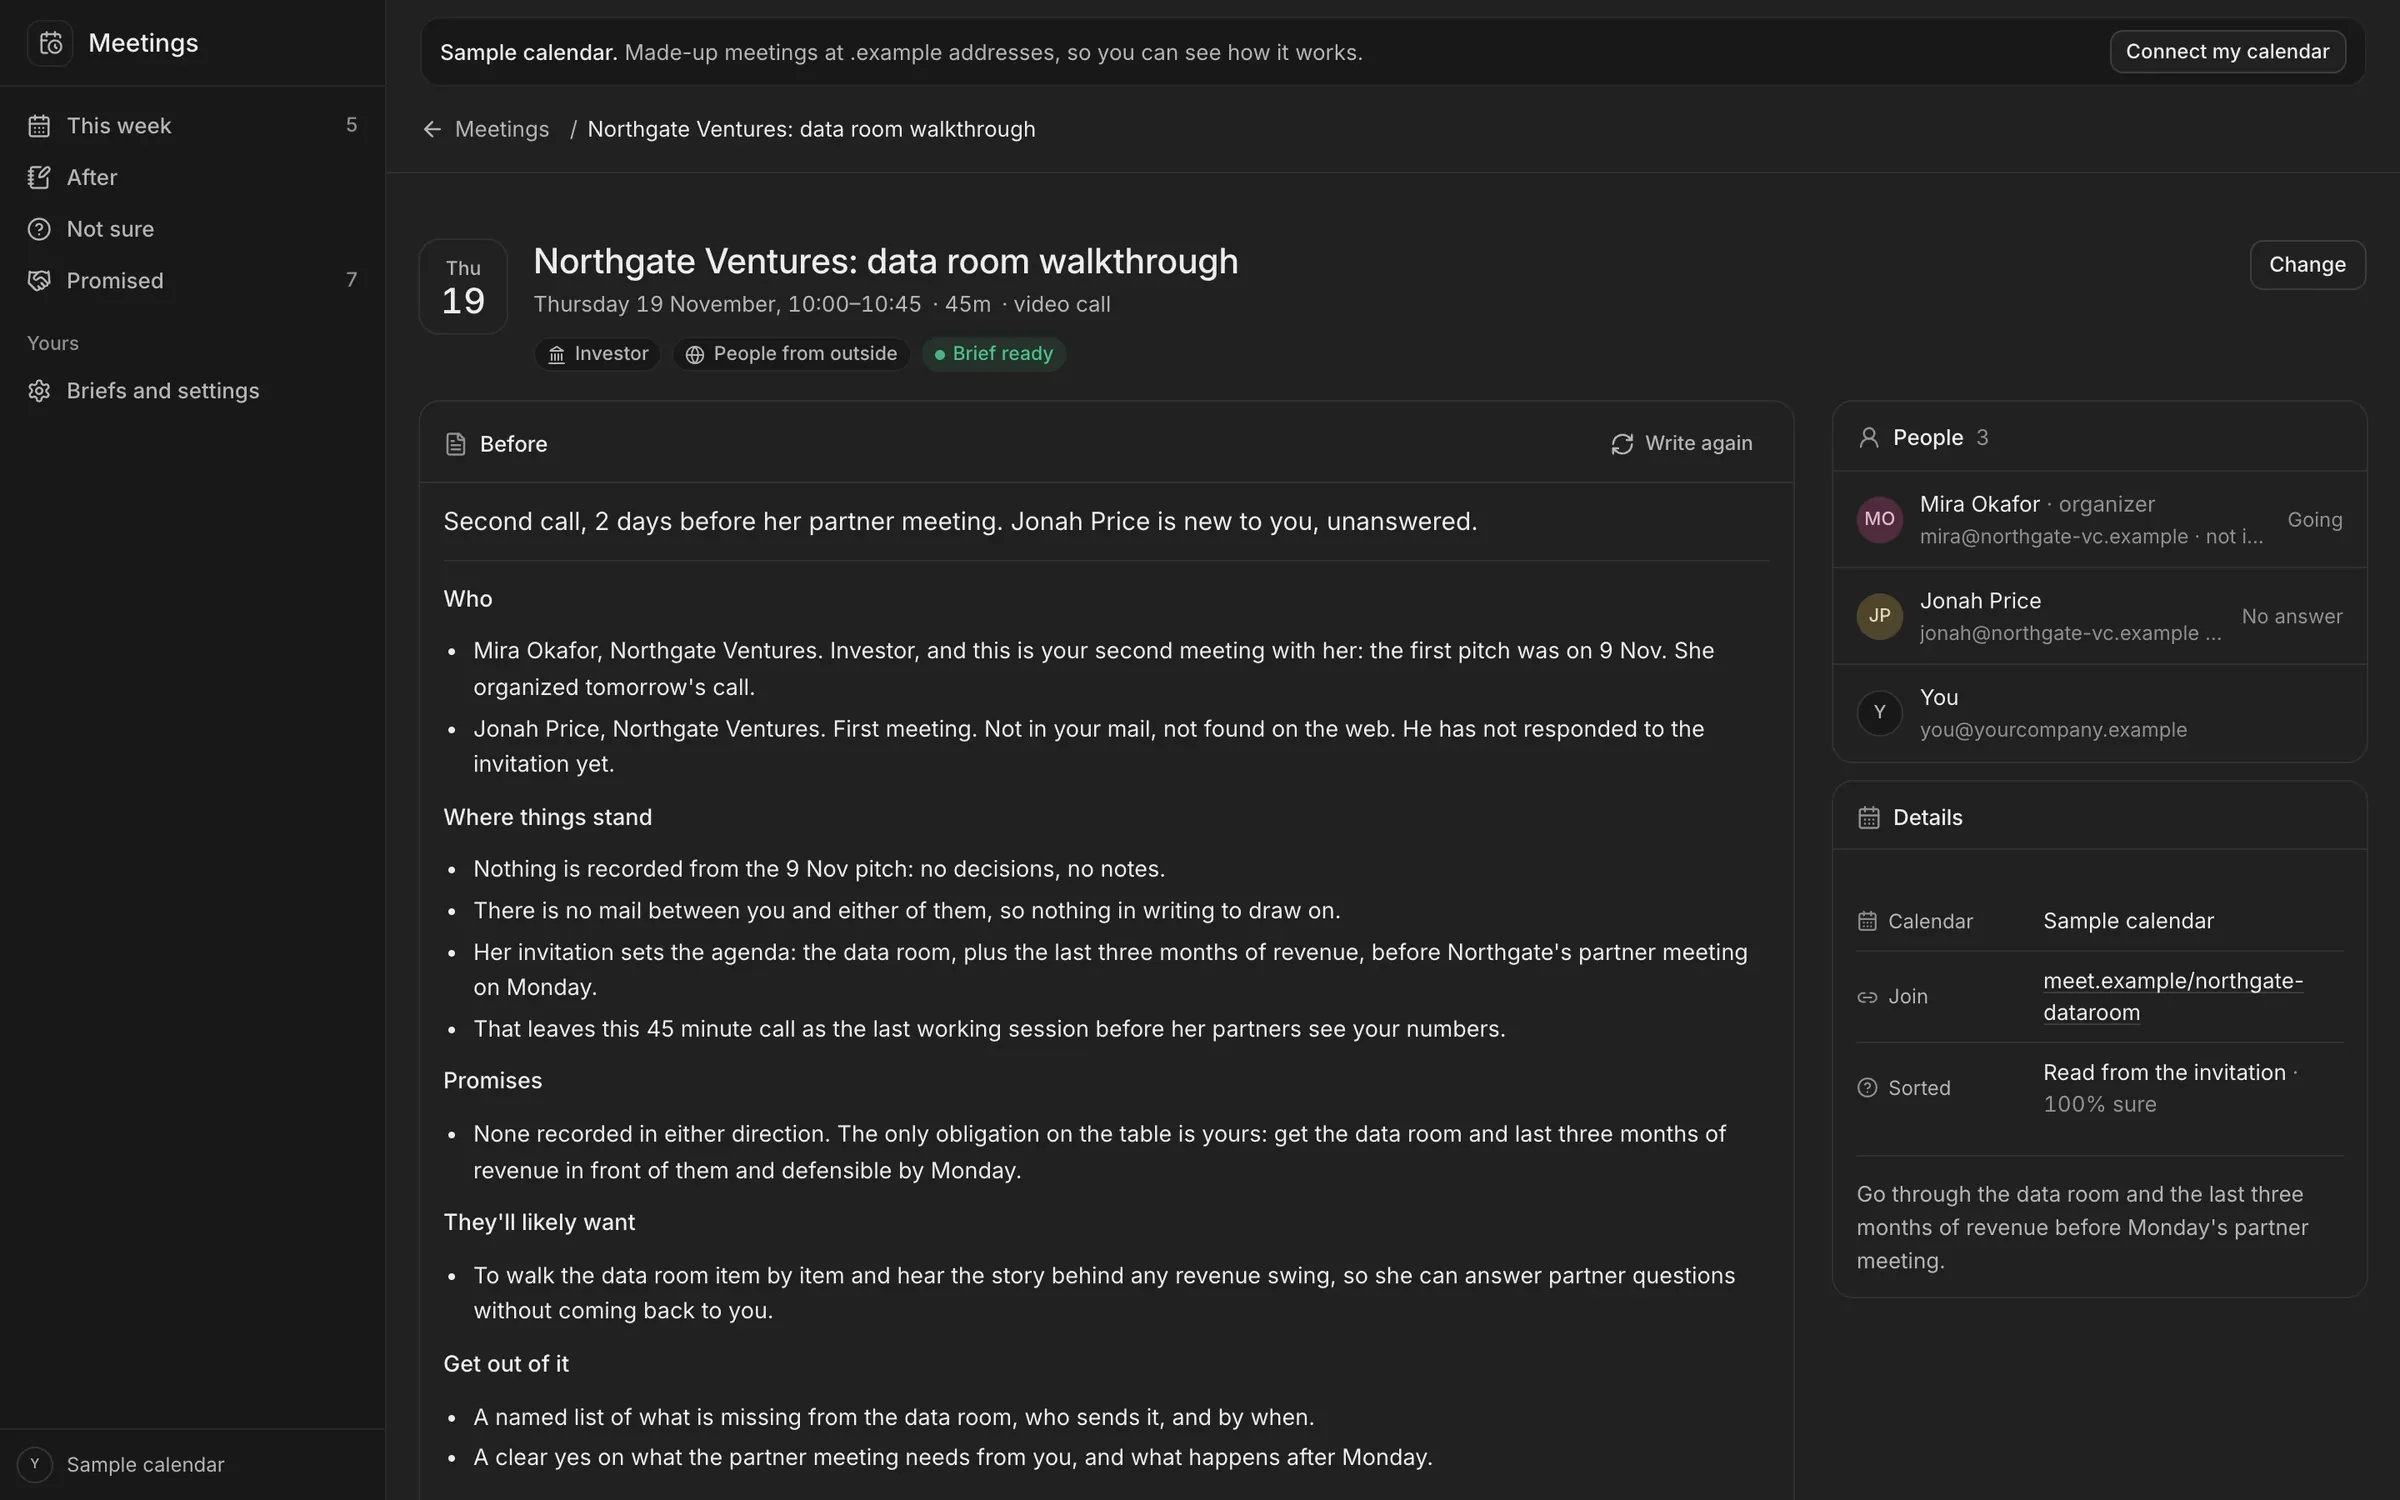 Meetings
This week 5
After
Not sure
Promised 7
Yours
Briefs and settings
Y Sample calendar
Sample calendar. Made-up meetings at .example addresses, so you can see how it works.
Connect my calendar
Meetings / Northgate Ventures: data room walkthrough
Thu
19
Northgate Ventures: data room walkthrough
Thursday 19 November, 10:00–10:45 · 45m · video call
Investor
People from outside
Brief ready
Change
Before
Write again
Second call, 2 days before her partner meeting. Jonah Price is new to you, unanswered.
Who
• Mira Okafor, Northgate Ventures. Investor, and this is your second meeting with her: the first pitch was on 9 Nov. She
organized tomorrow's call.
• Jonah Price, Northgate Ventures. First meeting. Not in your mail, not found on the web. He has not responded to the
invitation yet.
Where things stand
• Nothing is recorded from the 9 Nov pitch: no decisions, no notes.
• There is no mail between you and either of them, so nothing in writing to draw on.
• Her invitation sets the agenda: the data room, plus the last three months of revenue, before Northgate's partner meeting
on Monday.
• That leaves this 45 minute call as the last working session before her partners see your numbers.
Promises
• None recorded in either direction. The only obligation on the table is yours: get the data room and last three months of
revenue in front of them and defensible by Monday.
They'll likely want
• To walk the data room item by item and hear the story behind any revenue swing, so she can answer partner questions
without coming back to you.
Get out of it
• A named list of what is missing from the data room, who sends it, and by when.
• A clear yes on what the partner meeting needs from you, and what happens after Monday.
People 3
MO
Mira Okafor · organizer
mira@northgate-vc.example · not i...
Going
JP
Jonah Price
jonah@northgate-vc.example ...
No answer
Y
You
you@yourcompany.example
Details
Calendar
Sample calendar
Join
meet.example/northgate-
dataroom
Sorted
Read from the invitation ·
100% sure
Go through the data room and the last three
months of revenue before Monday's partner
meeting.